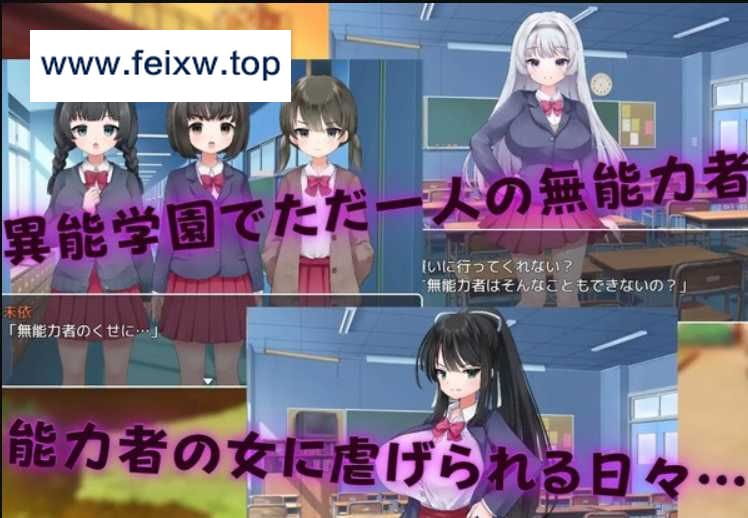 www.feixw.top
異能学園でただ一人の無能力者
いに行ってくれない？
無能力者はそんなこともできないの？」
未依
「無能力者のくせに…」
能力者の女に虐げられる日々…